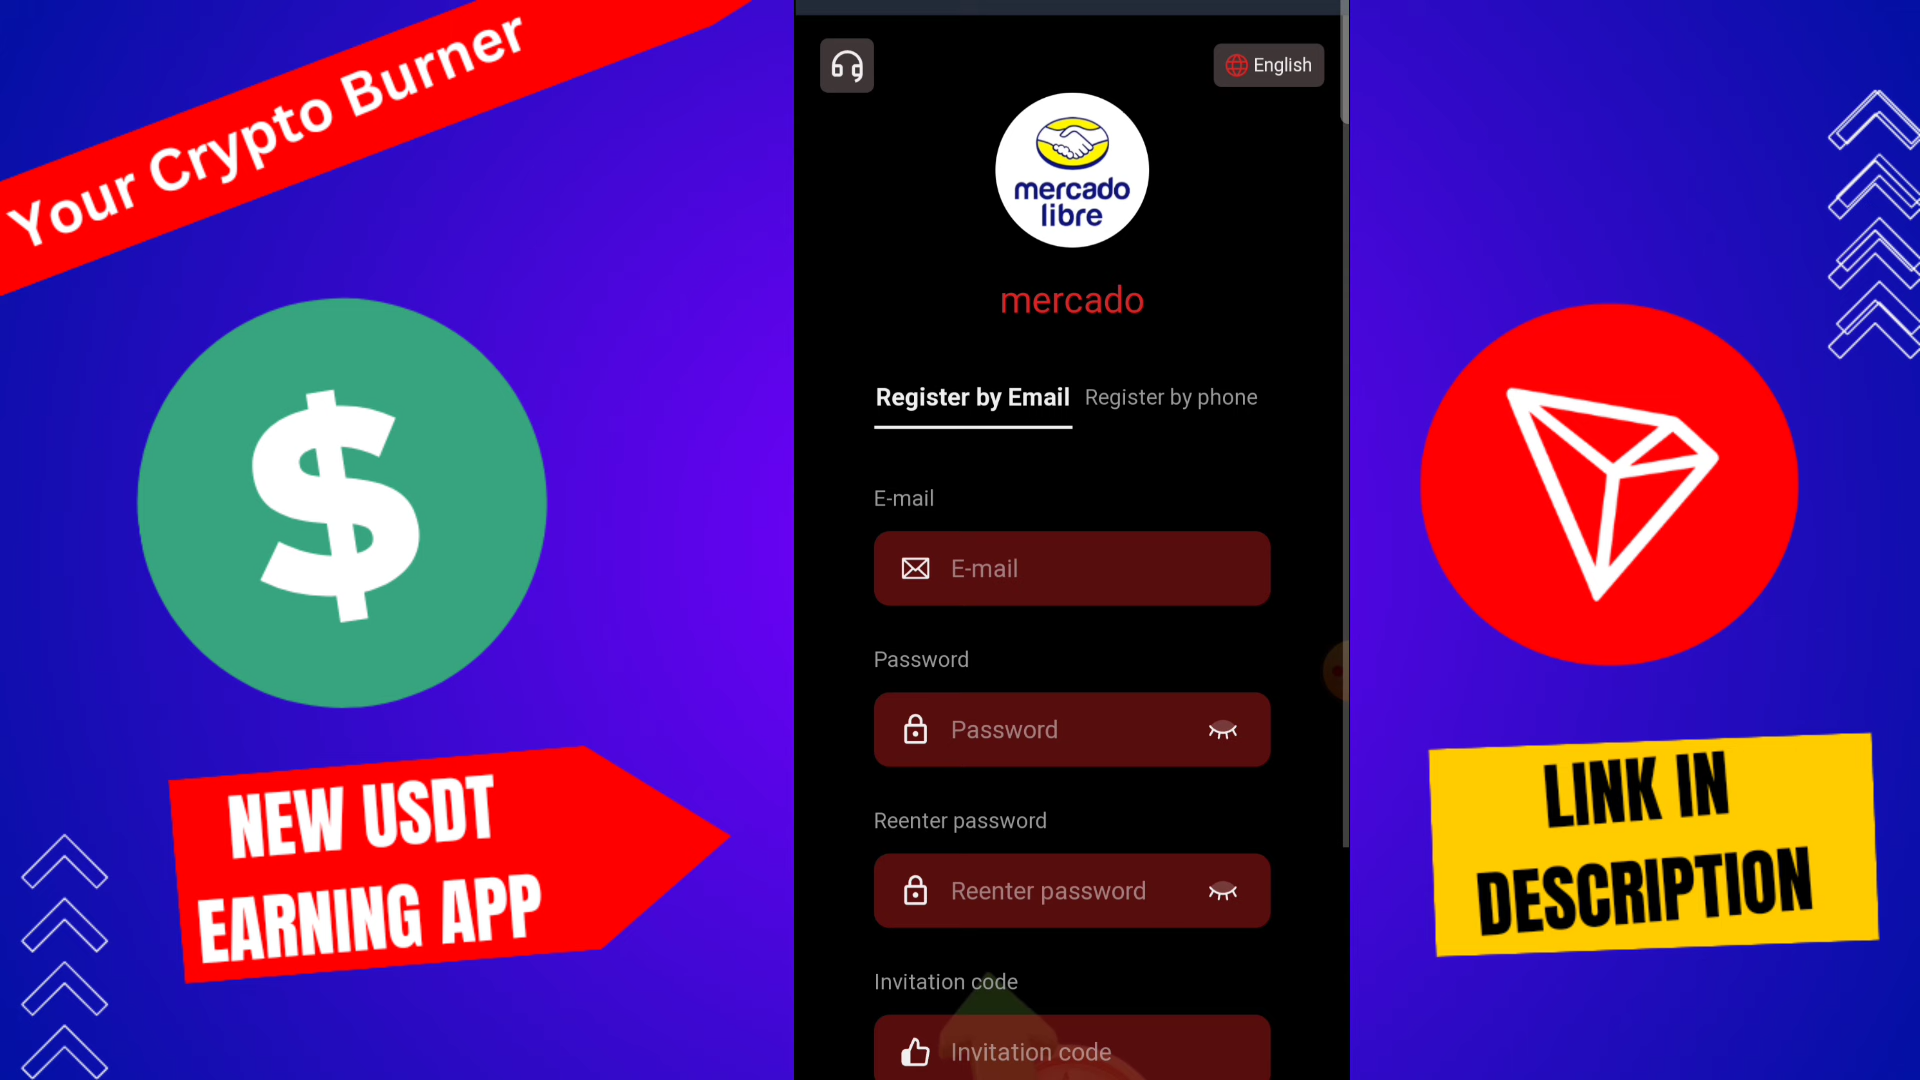 Your Crypto Burner
English
mercado
libre
mercado
Register by Email
Register by phone
E-mail
E-mail
Password
Password
Reenter password
Reenter password
Invitation code
Invitation code
NEW USDT
EARNING APP
LINK IN
DESCRIPTION